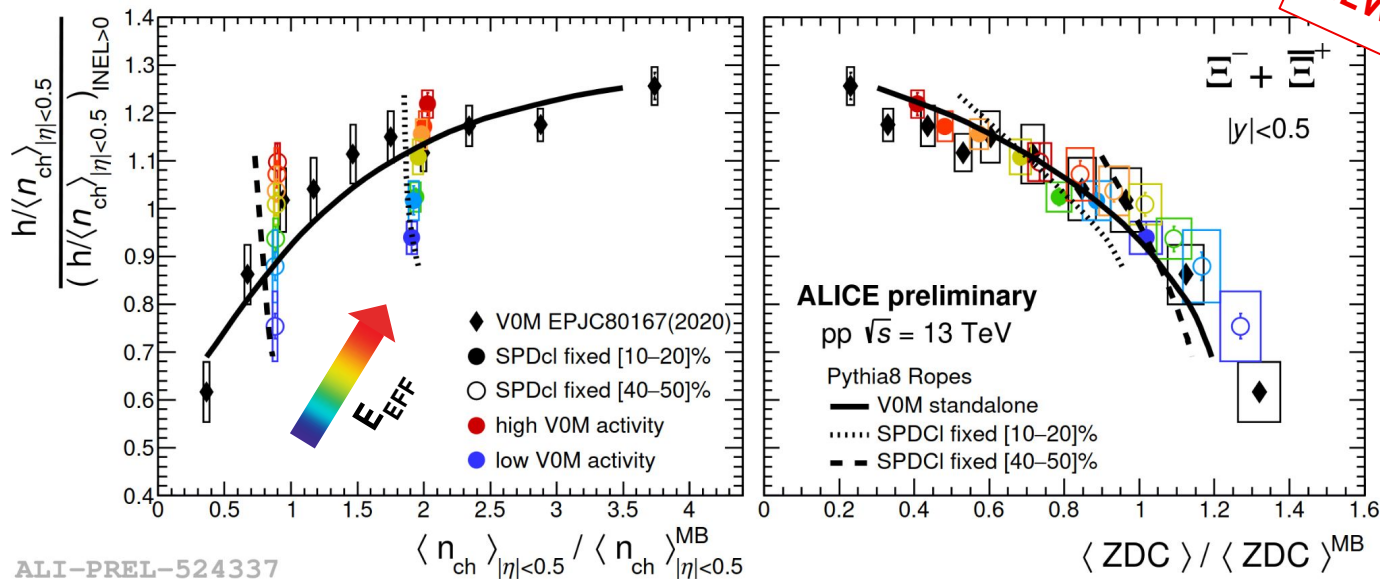 h/⟨n_ch⟩|η|<0.5
(h/⟨n_ch⟩|η|<0.5)INEL>0
1.4
1.3
1.2
1.1
1
0.9
0.8
0.7
0.6
0.5
0.4
E_EFF
V0M EPJC80167(2020)
SPDcl fixed [10–20]%
SPDcl fixed [40–50]%
high V0M activity
low V0M activity
0 0.5 1 1.5 2 2.5 3 3.5 4
⟨ n_ch ⟩|η|<0.5 / ⟨ n_ch ⟩^MB |η|<0.5
Ξ⁻ + Ξ̅⁺
|y|<0.5
ALICE preliminary
pp √s = 13 TeV
Pythia8 Ropes
V0M standalone
SPDCl fixed [10–20]%
SPDCl fixed [40–50]%
0 0.2 0.4 0.6 0.8 1 1.2 1.4 1.6
⟨ ZDC ⟩ / ⟨ ZDC ⟩^MB
ALI-PREL-524337